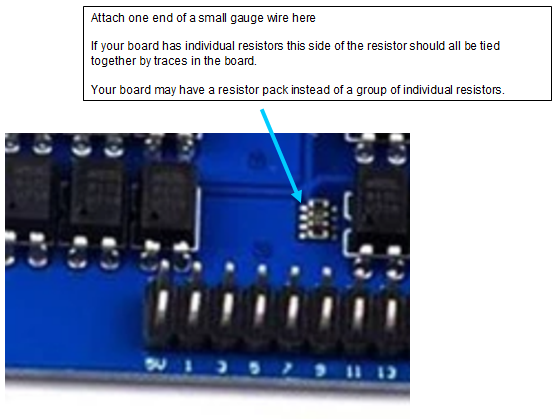 Attach one end of a small gauge wire here
If your board has individual resistors this side of the resistor should all be tied
together by traces in the board.
Your board may have a resistor pack instead of a group of individual resistors.
5V 1 3 5 7 9 11 13